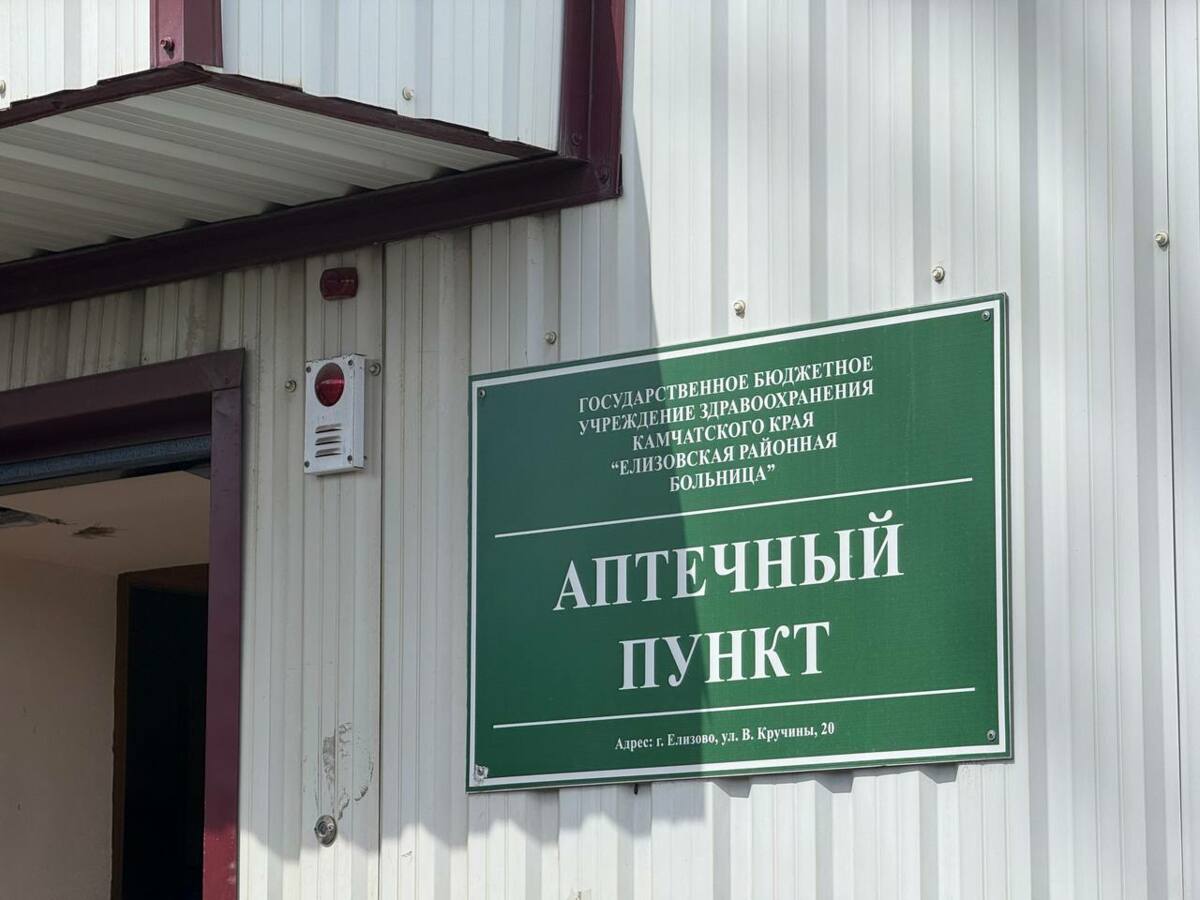 ГОСУДАРСТВЕННОЕ БЮДЖЕТНОЕ
УЧРЕЖДЕНИЕ ЗДРАВООХРАНЕНИЯ
КАМЧАТСКОГО КРАЯ
“ЕЛИЗОВСКАЯ РАЙОННАЯ
БОЛЬНИЦА”
АПТЕЧНЫЙ
ПУНКТ
Адрес: г. Елизово, ул. В. Кручины, 20